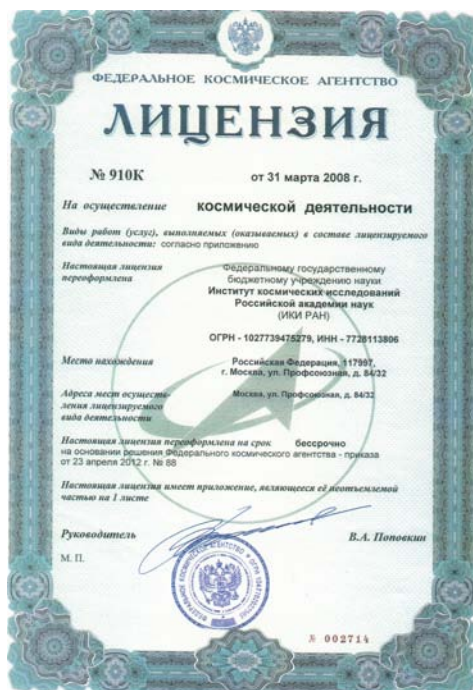 ФЕДЕРАЛЬНОЕ КОСМИЧЕСКОЕ АГЕНТСТВО
ЛИЦЕНЗИЯ
№ 910К от 31 марта 2008 г.
На осуществление космической деятельности
Виды работ (услуг), выполняемых (оказываемых) в составе лицензируемого
вида деятельности: согласно приложению
Настоящая лицензия
переоформлена
Федеральному государственному
бюджетному учреждению науки
Институт космических исследований
Российской академии наук
(ИКИ РАН)
ОГРН - 1027739475279, ИНН - 7728113806
Место нахождения
Российская Федерация, 117997,
г. Москва, ул. Профсоюзная, д. 84/32
Адреса мест осущест-
вления лицензируемого
вида деятельности
Москва, ул. Профсоюзная, д. 84/32
Настоящая лицензия переоформлена на срок бессрочно
на основании решения Федерального космического агентства - приказа
от 23 апреля 2012 г. № 88
Настоящая лицензия имеет приложение, являющееся её неотъемлемой
частью на 1 листе
Руководитель В.А. Поповкин
М. П.
ФЕДЕРАЛЬНОЕ КОСМИЧЕСКОЕ АГЕНТСТВО
№ 002714